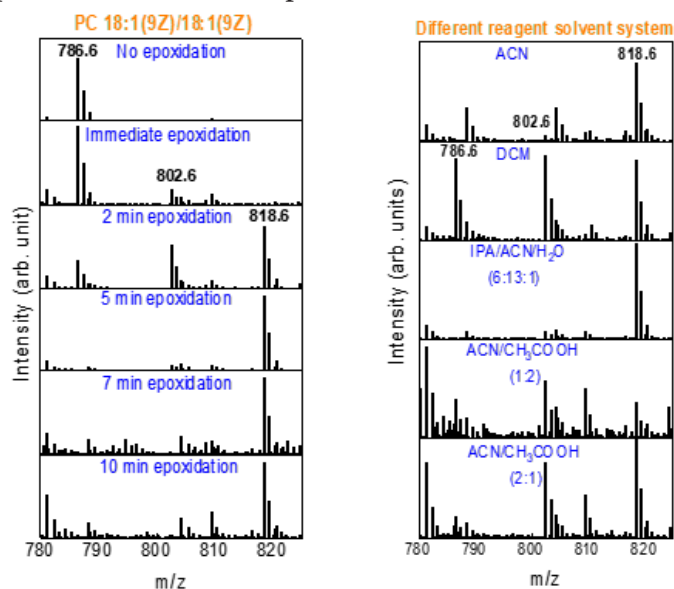 PC 18:1(9Z)/18:1(9Z)
786.6
No epoxidation
Immediate epoxidation
802.6
2 min epoxidation
818.6
5 min epoxidation
7 min epoxidation
10 min epoxidation
Intensity (arb. unit)
780 790 800 810 820
m/z
Different reagent solvent system
ACN
818.6
802.6
786.6
DCM
IPA/ACN/H₂O
(6:13:1)
ACN/CH₃COOH
(1:2)
ACN/CH₃COOH
(2:1)
Intensity (arb. units)
780 790 800 810 820
m/z